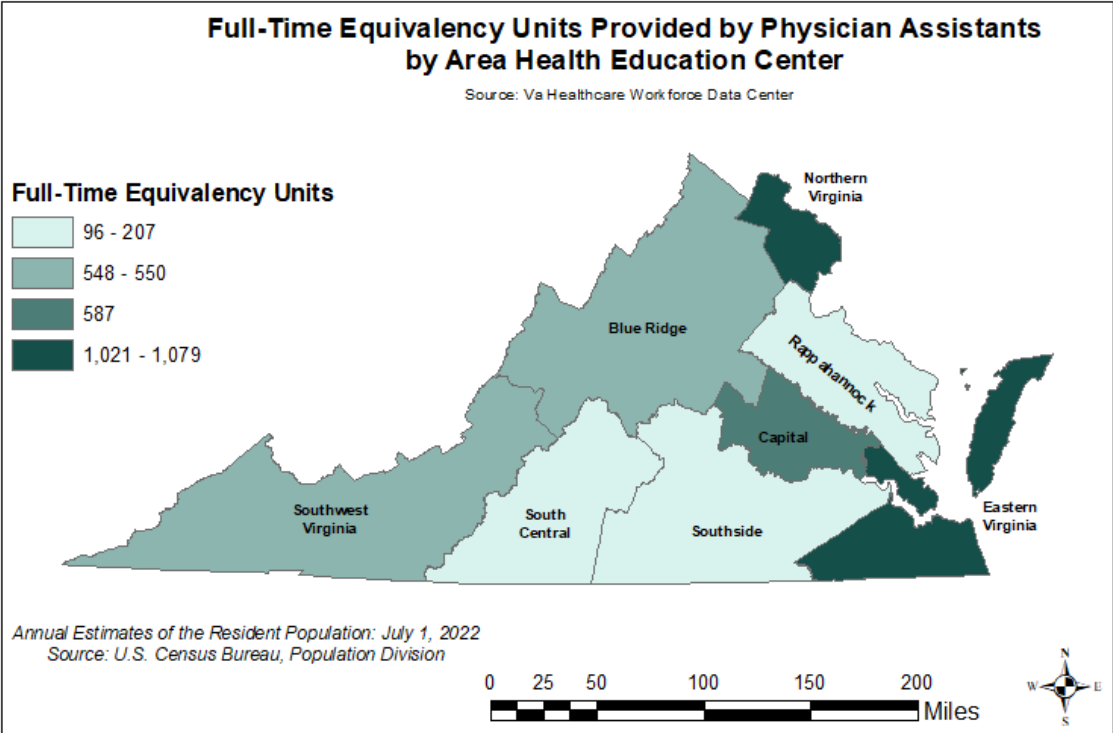 Full-Time Equivalency Units Provided by Physician Assistants
by Area Health Education Center
Source: Va Healthcare Workforce Data Center
Full-Time Equivalency Units
96 - 207
548 - 550
587
1,021 - 1,079
Northern
Virginia
Blue Ridge
Rappahannock
Capital
Southwest
Virginia
South
Central
Southside
Eastern
Virginia
Annual Estimates of the Resident Population: July 1, 2022
Source: U.S. Census Bureau, Population Division
0 25 50 100 150 200
Miles
N
W E
S